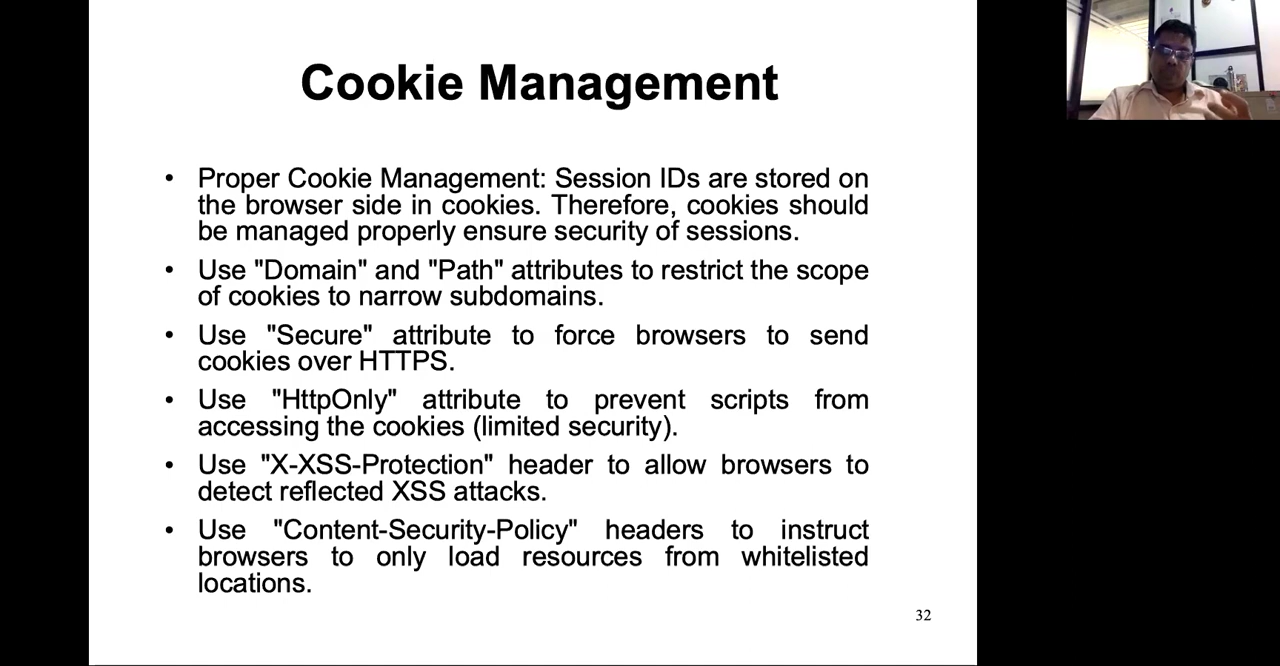 Cookie Management
• Proper Cookie Management: Session IDs are stored on
the browser side in cookies. Therefore, cookies should
be managed properly ensure security of sessions.
• Use "Domain" and "Path" attributes to restrict the scope
of cookies to narrow subdomains.
• Use "Secure" attribute to force browsers to send
cookies over HTTPS.
• Use "HttpOnly" attribute to prevent scripts from
accessing the cookies (limited security).
• Use "X-XSS-Protection" header to allow browsers to
detect reflected XSS attacks.
• Use "Content-Security-Policy" headers to instruct
browsers to only load resources from whitelisted
locations.
32